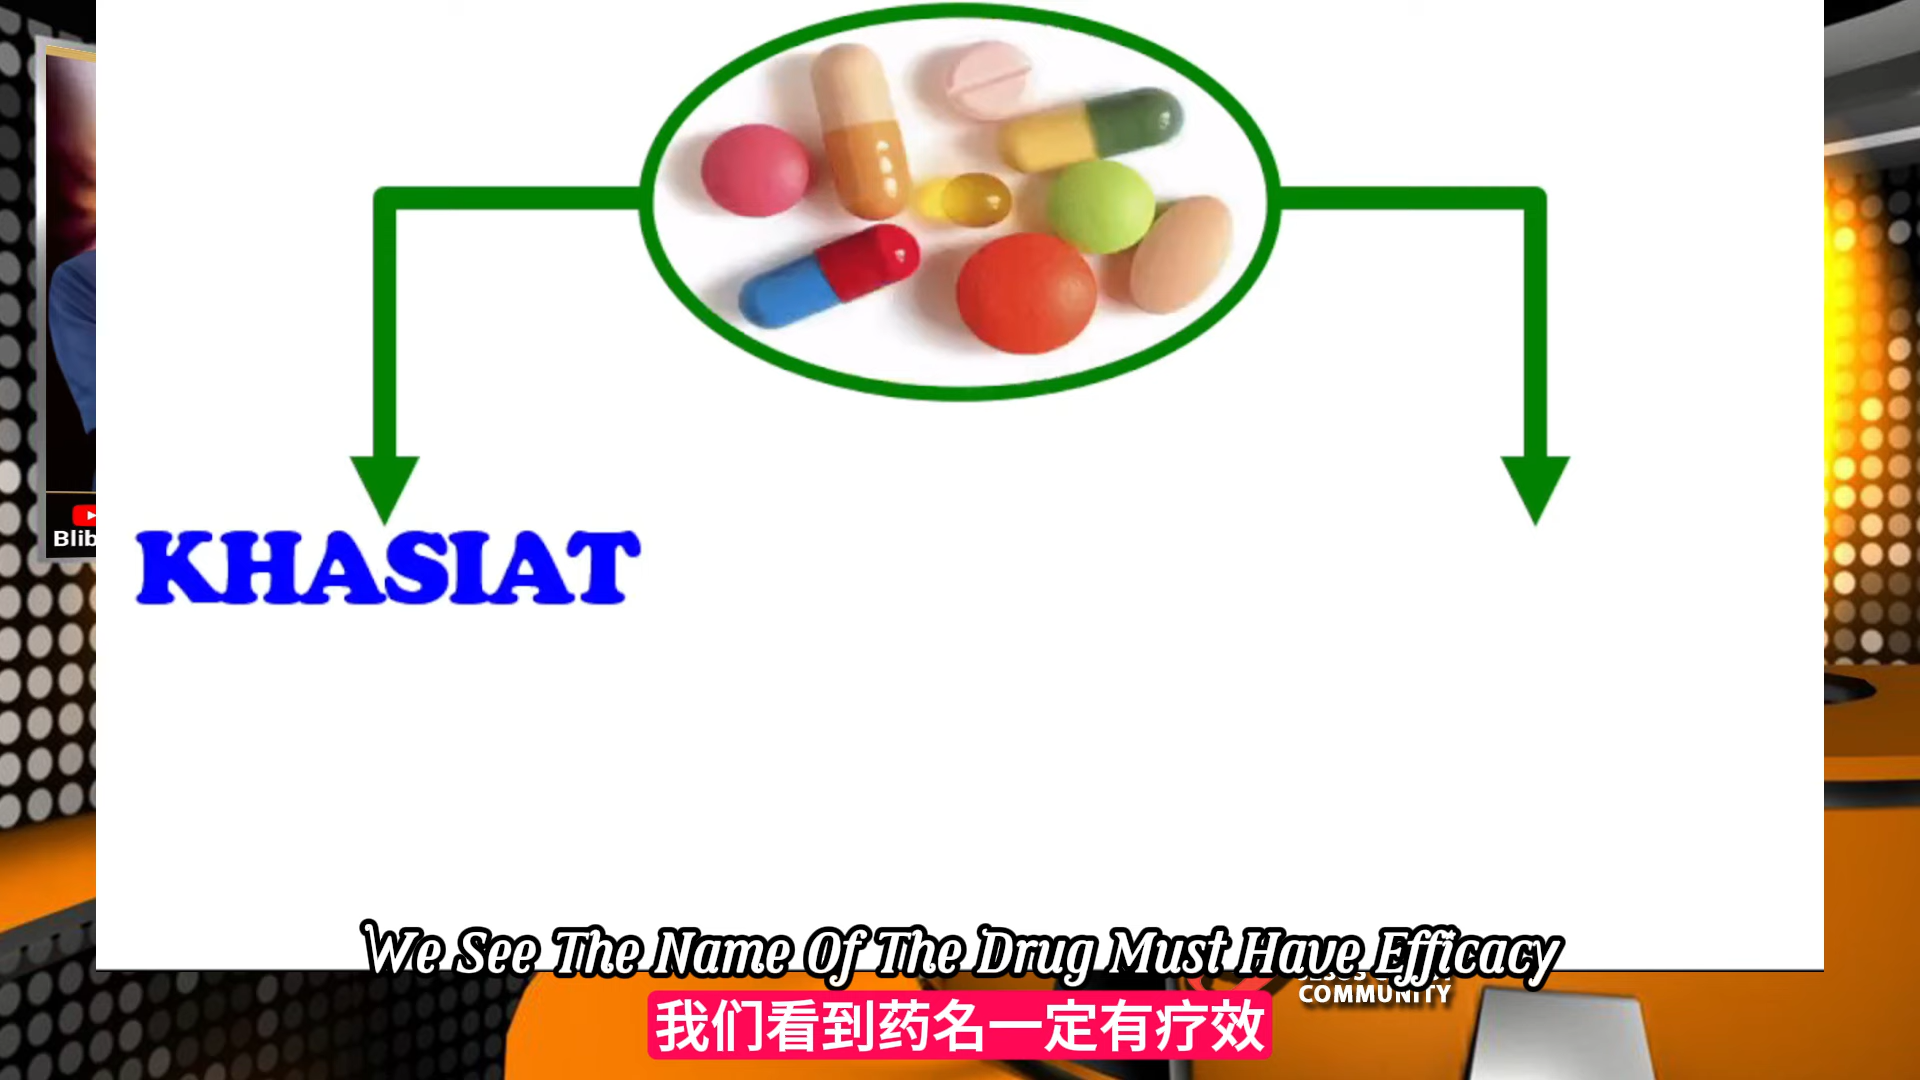 Blib
KHASIAT
We See The Name Of The Drug Must Have Efficacy
COMMUNITY
我们看到药名一定有疗效